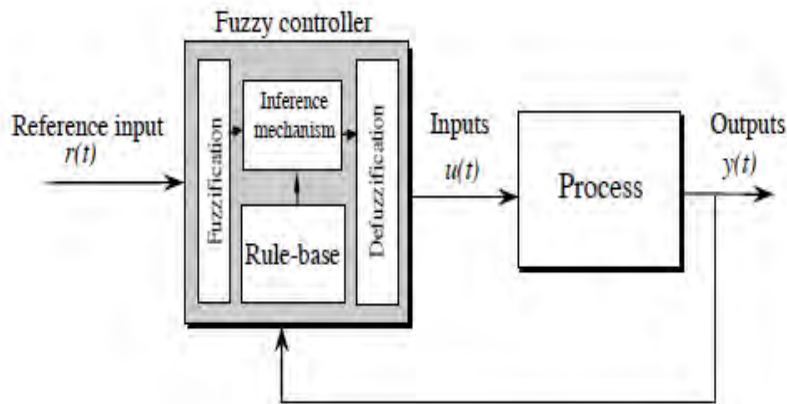 Fuzzy controller
Reference input
r(t)
Fuzzification
Inference
mechanism
Rule-base
Defuzzification
Inputs
u(t)
Process
Outputs
y(t)